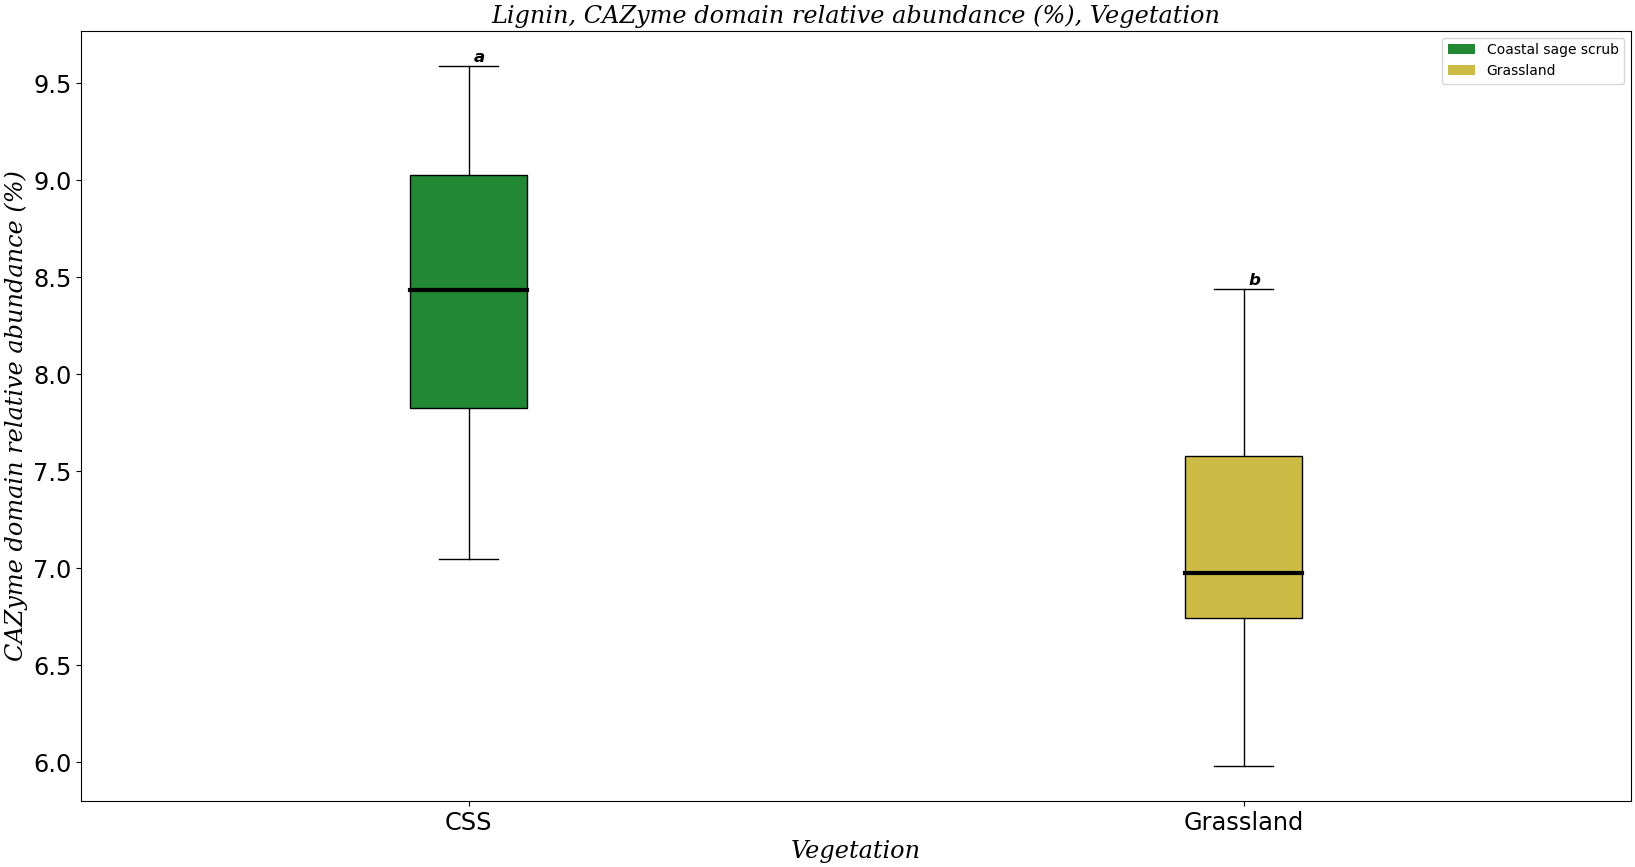 Lignin, CAZyme domain relative abundance (%), Vegetation
Coastal sage scrub
Grassland
a
b
CAZyme domain relative abundance (%)
9.5
9.0
8.5
8.0
7.5
7.0
6.5
6.0
CSS
Grassland
Vegetation